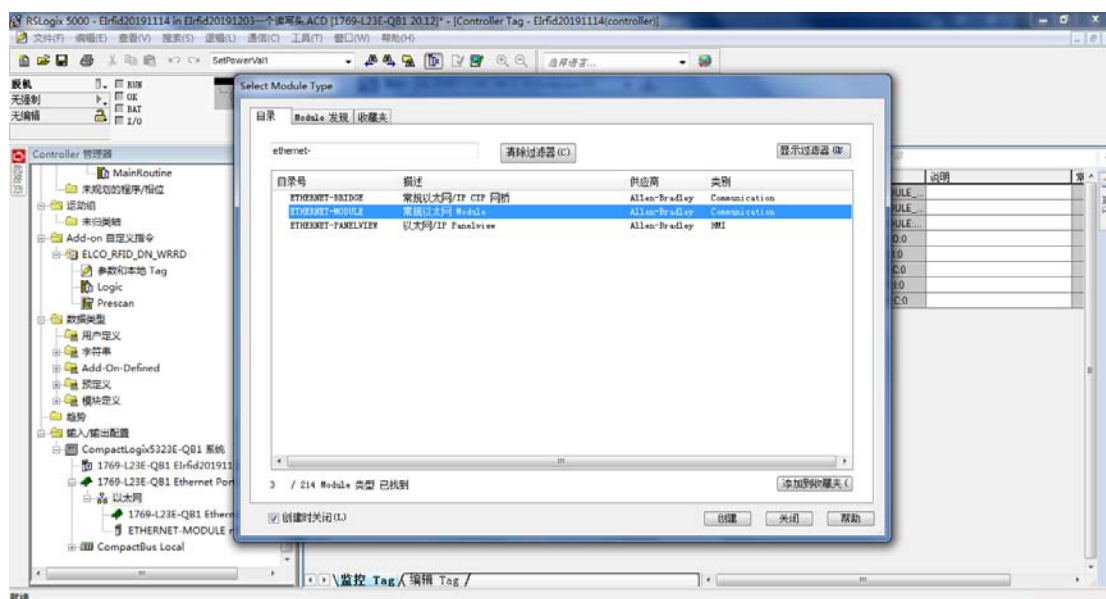 RSLogix 5000 - EIrfid20191114 in EIrfid20191203一个读写头.ACD [1769-L23E-QB1 20.12]* - [Controller Tag - EIrfid20191114(controller)]
文件(F) 编辑(E) 查看(V) 搜索(S) 逻辑(L) 通信(C) 工具(T) 窗口(W) 帮助(H)
SetPowerVal1
选择语言...
脱机
RUN
无强制
OK
BAT
无编辑
I/O
Controller 管理器
MainRoutine
未规划的程序/相位
运动组
未归类轴
Add-on 自定义指令
ELCO_RFID_DN_WRRD
参数和本地 Tag
Logic
Prescan
数据类型
用户定义
字符串
Add-On-Defined
预定义
模块定义
趋势
输入/输出配置
CompactLogix5323E-QB1 系统
1769-L23E-QB1 EIrfid201911
1769-L23E-QB1 Ethernet Port
以太网
1769-L23E-QB1 Ethern
ETHERNET-MODULE
CompactBus Local
Select Module Type
目录 Module 发现 收藏夹
ethernet-
清除过滤器(C)
显示过滤器
目录号 描述 供应商 类别
ETHERNET-BRIDGE 常规以太网/IP CIP 网桥 Allen-Bradley Communication
ETHERNET-MODULE 常规以太网 Module Allen-Bradley Communication
ETHERNET-PANELVIEW 以太网/IP Panelview Allen-Bradley HMI
3 / 214 Module 类型 已找到
添加到收藏夹(
创建时关闭(L)
创建 关闭 帮助
说明
监控 Tag 编辑 Tag
就绪